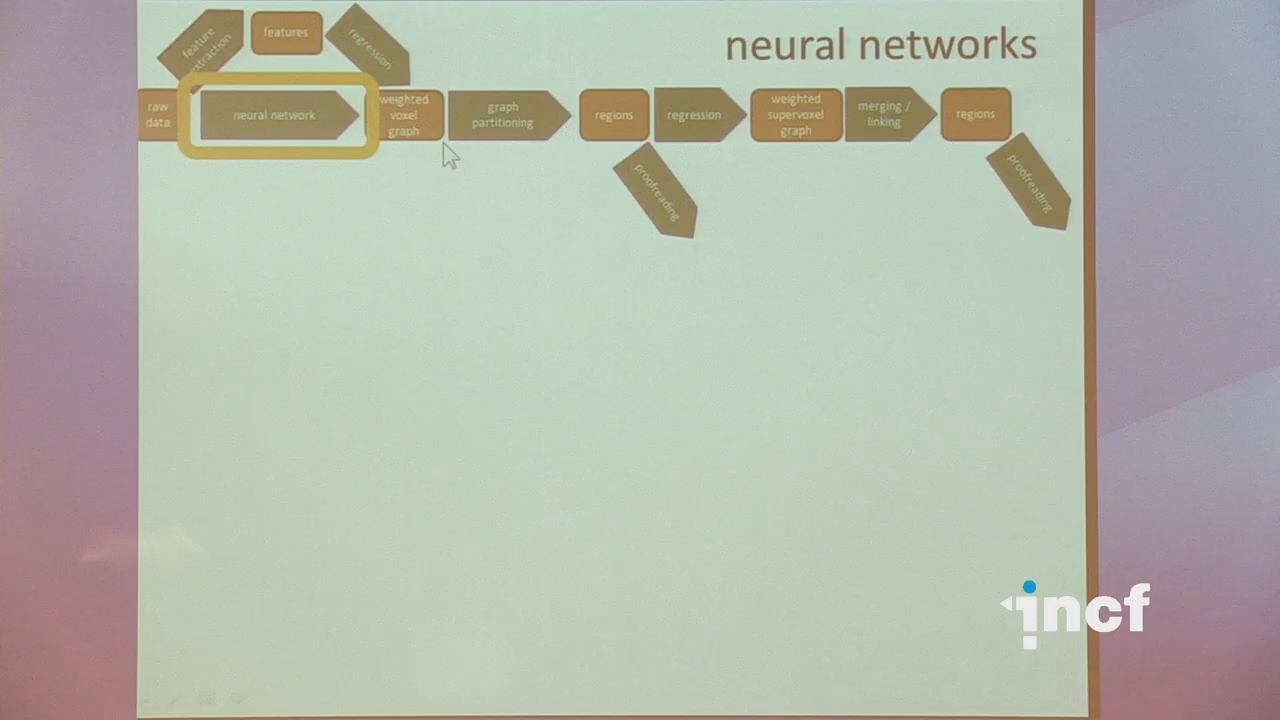 neural networks
feature
extraction
features
regression
raw
data
neural network
weighted
voxel
graph
graph
partitioning
regions
regression
weighted
supervoxel
graph
merging /
linking
regions
proofreading
proofreading
incf